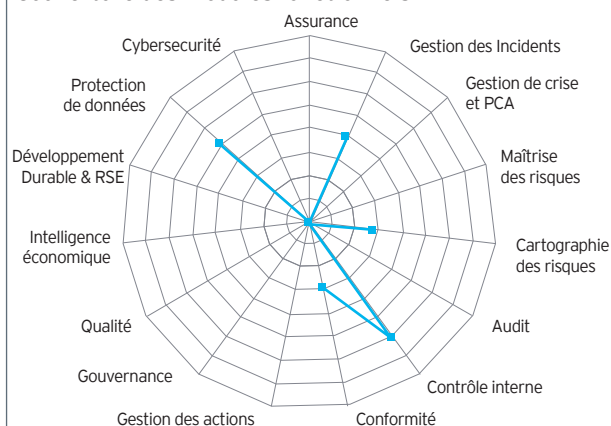 Assurance
Gestion des Incidents
Gestion de crise
et PCA
Maîtrise
des risques
Cartographie
des risques
Audit
Contrôle interne
Conformité
Gestion des actions
Gouvernance
Qualité
Intelligence
économique
Développement
Durable & RSE
Protection
de données
Cybersecurité